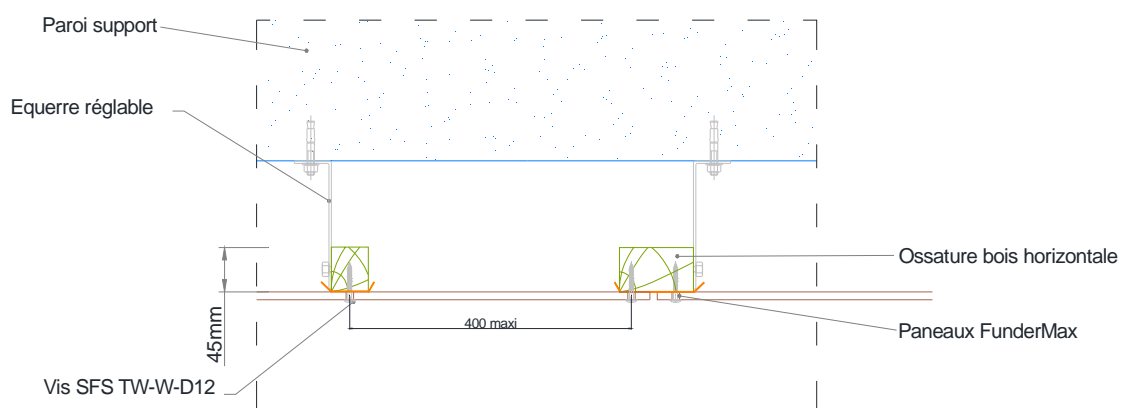 Paroi support
Equerre réglable
Ossature bois horizontale
45mm
400 maxi
Paneaux FunderMax
Vis SFS TW-W-D12